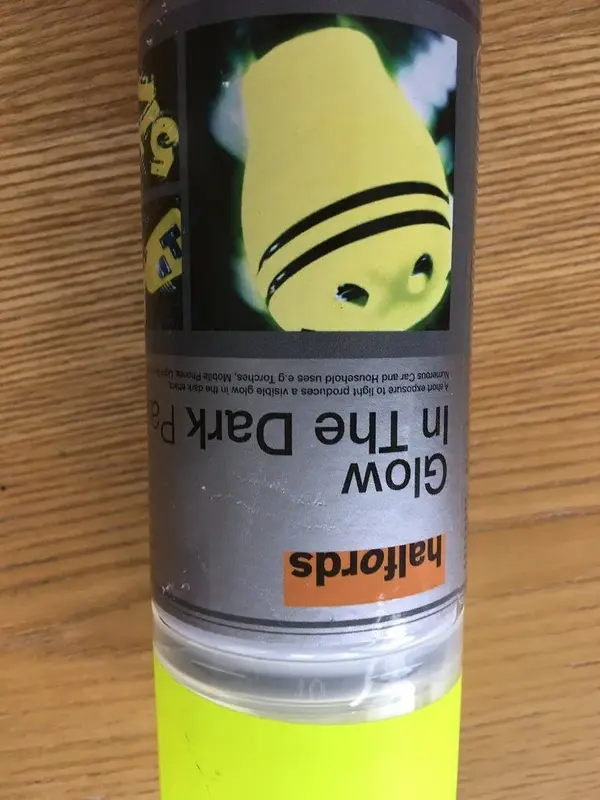 halfords
Glow
In The Dark
A short exposure to light produces a visible glow in the dark effect.
Numerous Car and Household uses e.g Torches, Mobile Phones,